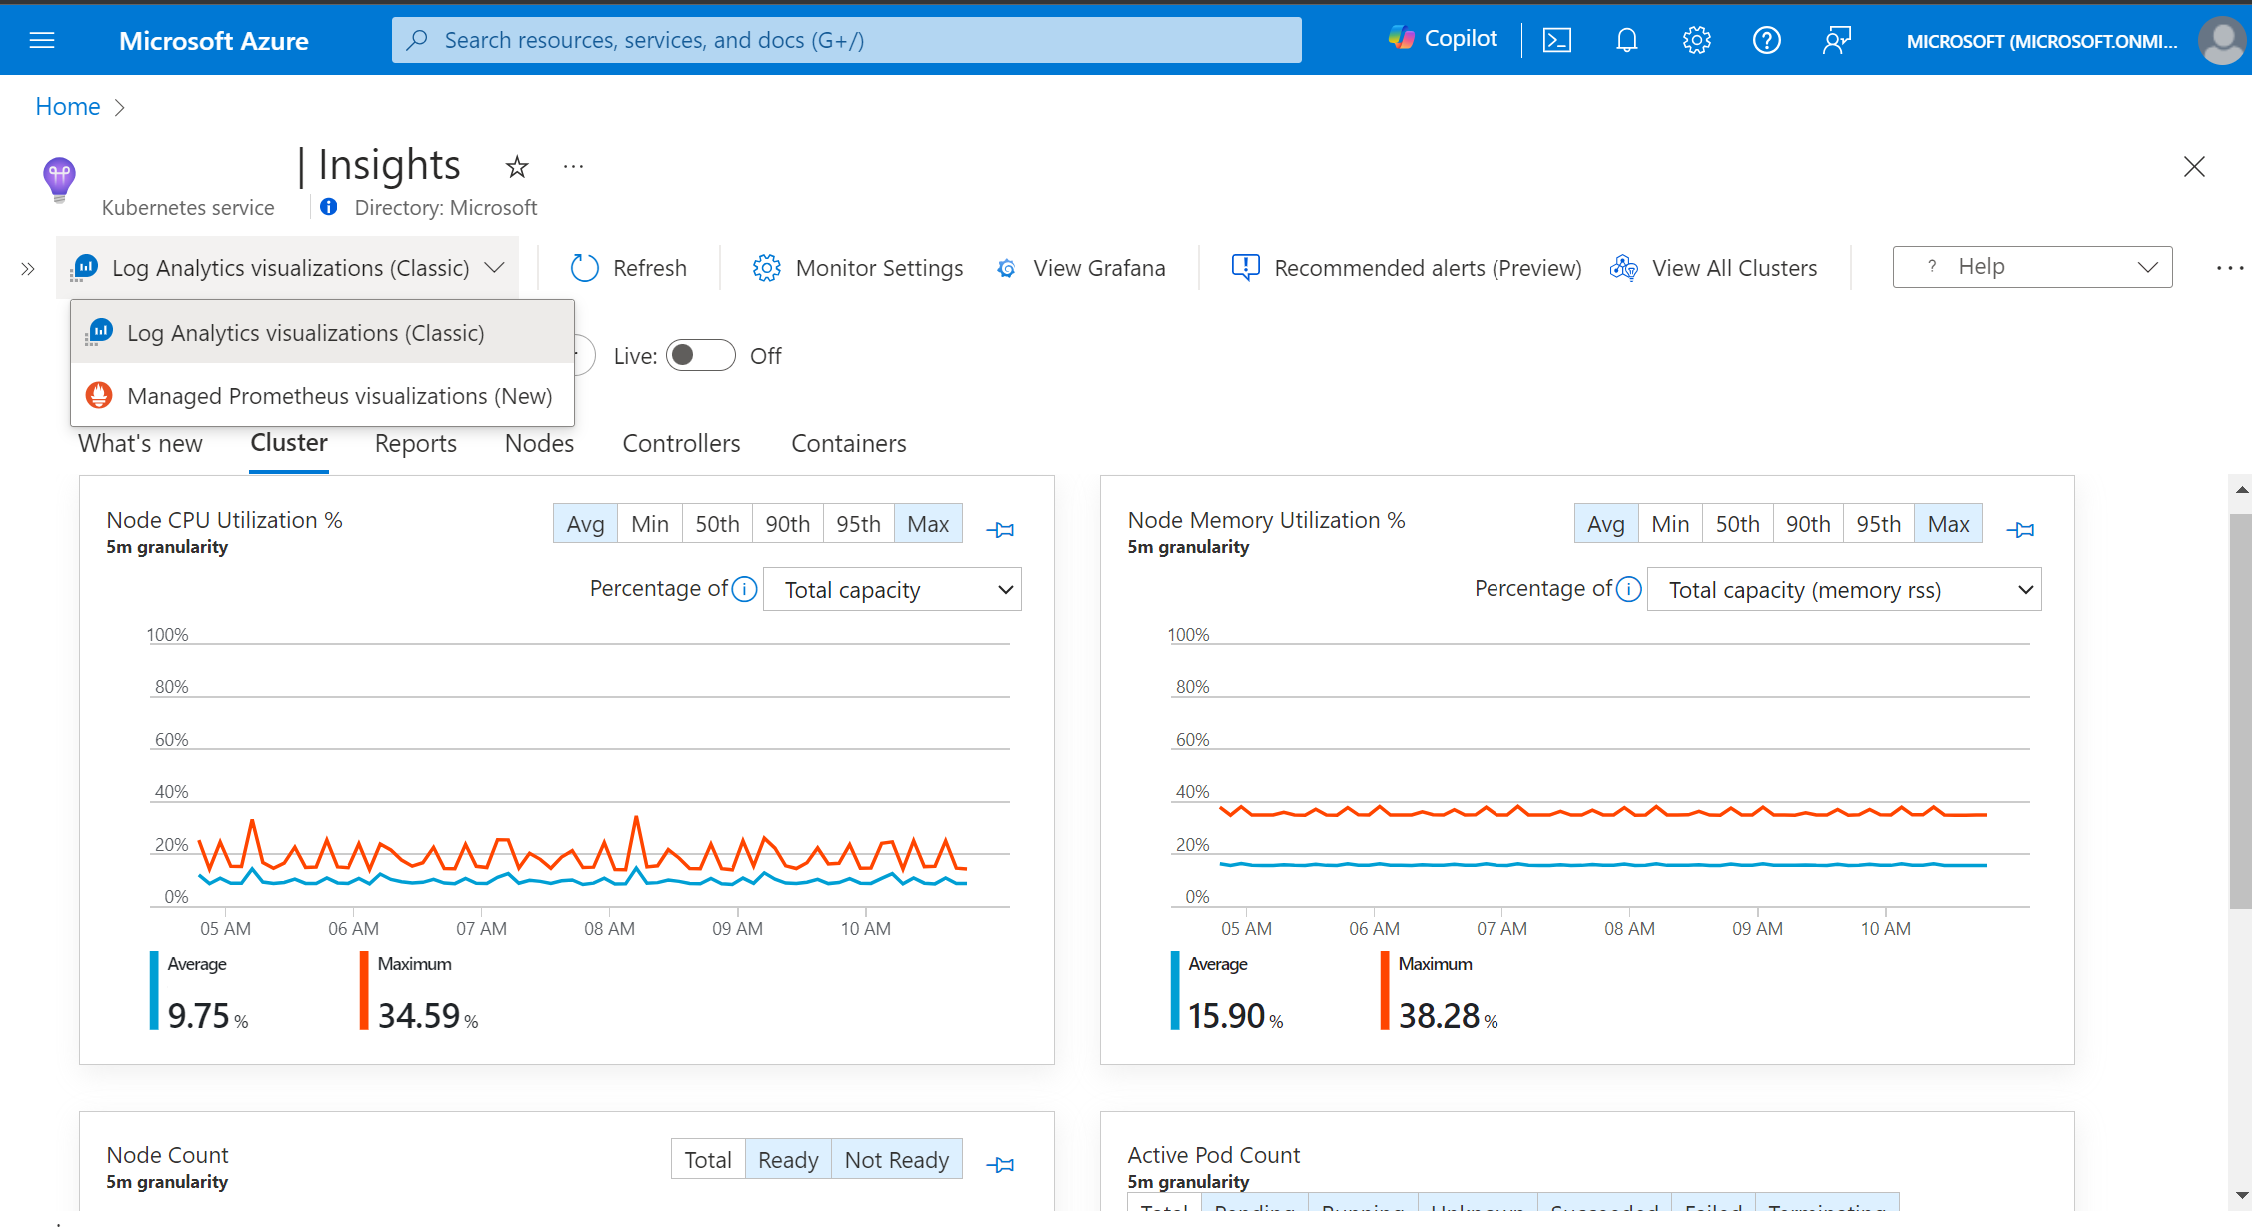 Microsoft Azure
Search resources, services, and docs (G+/)
Copilot
MICROSOFT (MICROSOFT.ONMI...
Home
| Insights
Kubernetes service
Directory: Microsoft
Log Analytics visualizations (Classic)
Refresh
Monitor Settings
View Grafana
Recommended alerts (Preview)
View All Clusters
? Help
Log Analytics visualizations (Classic)
Managed Prometheus visualizations (New)
Live:
Off
What's new
Cluster
Reports
Nodes
Controllers
Containers
Node CPU Utilization %
5m granularity
Avg
Min
50th
90th
95th
Max
Percentage of
Total capacity
100%
80%
60%
40%
20%
0%
05 AM
06 AM
07 AM
08 AM
09 AM
10 AM
Average
9.75 %
Maximum
34.59 %
Node Memory Utilization %
5m granularity
Avg
Min
50th
90th
95th
Max
Percentage of
Total capacity (memory rss)
100%
80%
60%
40%
20%
0%
05 AM
06 AM
07 AM
08 AM
09 AM
10 AM
Average
15.90 %
Maximum
38.28 %
Node Count
5m granularity
Total
Ready
Not Ready
Active Pod Count
5m granularity
Total
Pending
Running
Unknown
Succeeded
Failed
Terminating